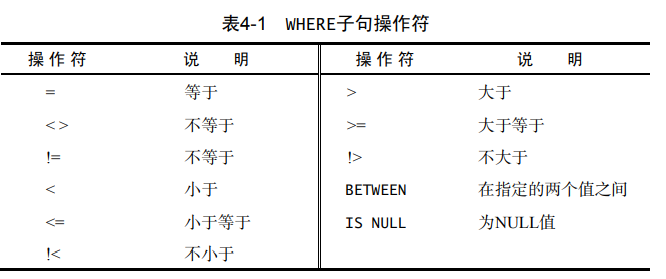 表4-1 WHERE子句操作符
操作符 说 明 操作符 说 明
= 等于 > 大于
<> 不等于 >= 大于等于
!= 不等于 !> 不大于
< 小于 BETWEEN 在指定的两个值之间
<= 小于等于 IS NULL 为NULL值
!< 不小于